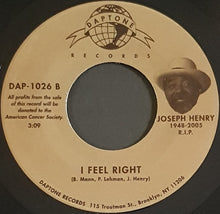 DAPTONE
RECORDS
DAP-1026 B
All profits from the sale
of this record will be
donated to the
American Cancer Society.
3:09
JOSEPH HENRY
1948-2005
R.I.P.
I FEEL RIGHT
(B. Mann, P. Lehman, J. Henry)
DAPTONE RECORDS 115 Troutman St., Brooklyn, NY 11206